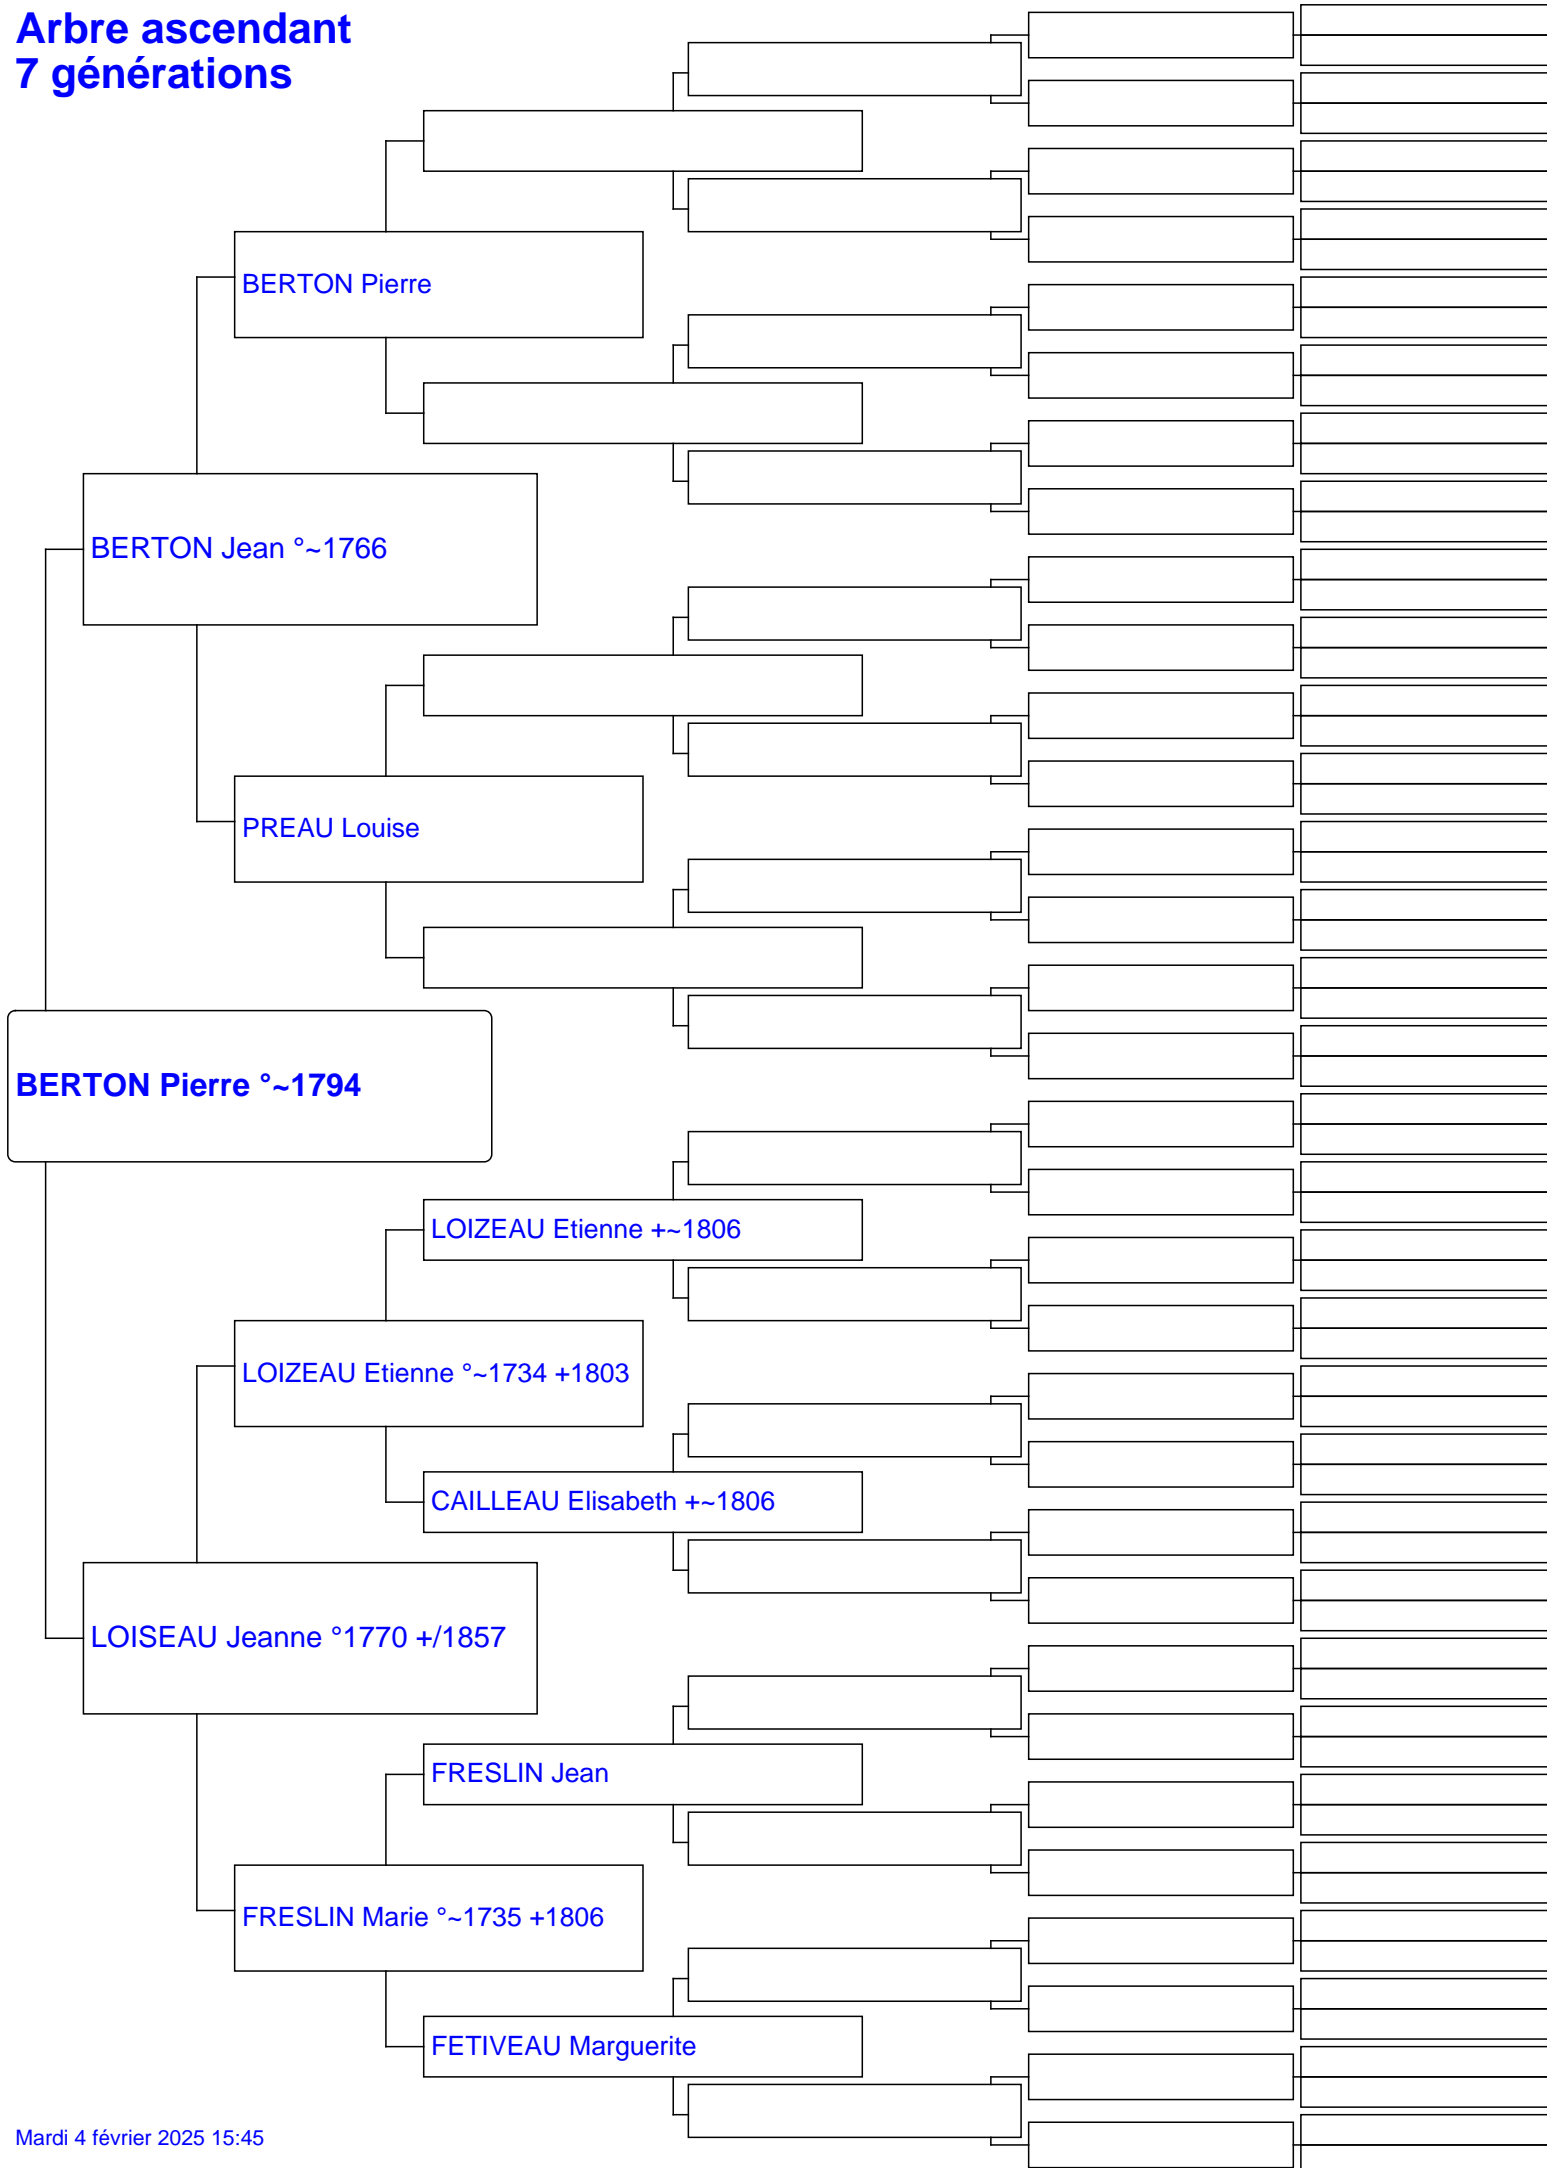 Arbre ascendant
7 générations
BERTON Pierre
BERTON Jean °~1766
PREAU Louise
BERTON Pierre °~1794
LOIZEAU Etienne +~1806
LOIZEAU Etienne °~1734 +1803
CAILLEAU Elisabeth +~1806
LOISEAU Jeanne °1770 +/1857
FRESLIN Jean
FRESLIN Marie °~1735 +1806
FETIVEAU Marguerite
Mardi 4 février 2025 15:45